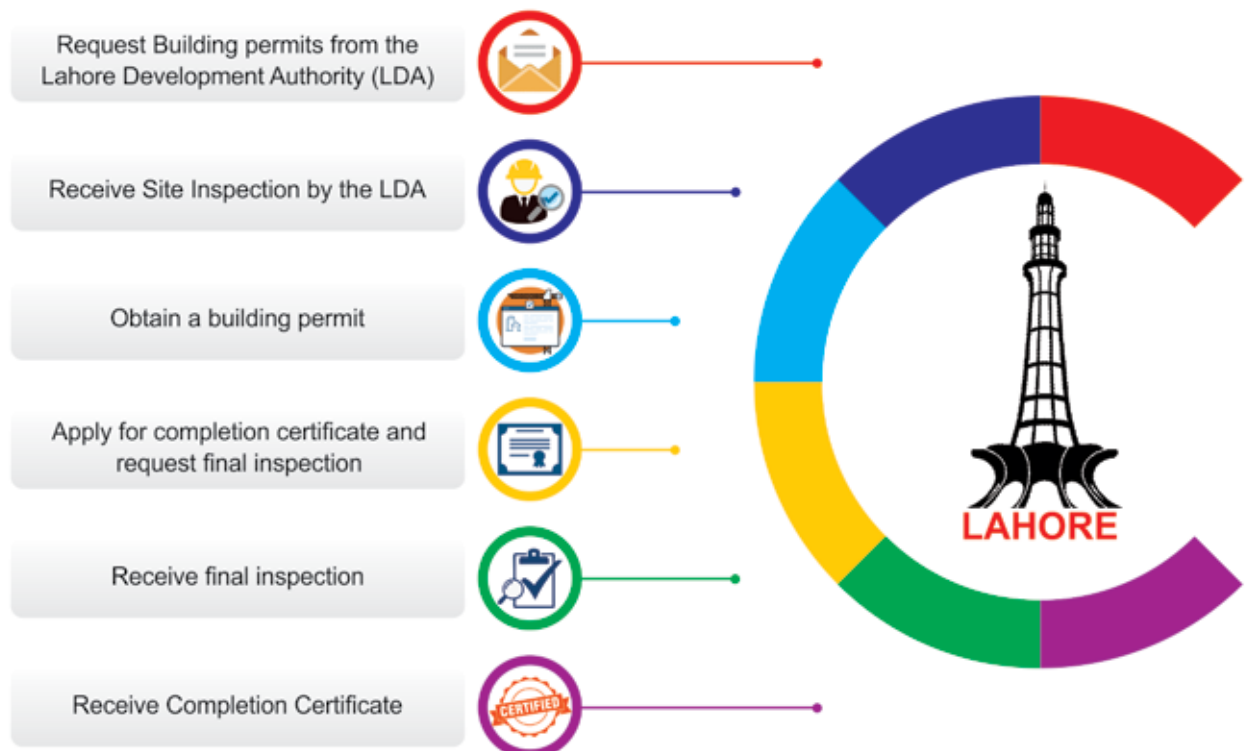 Request Building permits from the
Lahore Development Authority (LDA)
Receive Site Inspection by the LDA
Obtain a building permit
Apply for completion certificate and
request final inspection
Receive final inspection
Receive Completion Certificate
CERTIFIED
LAHORE